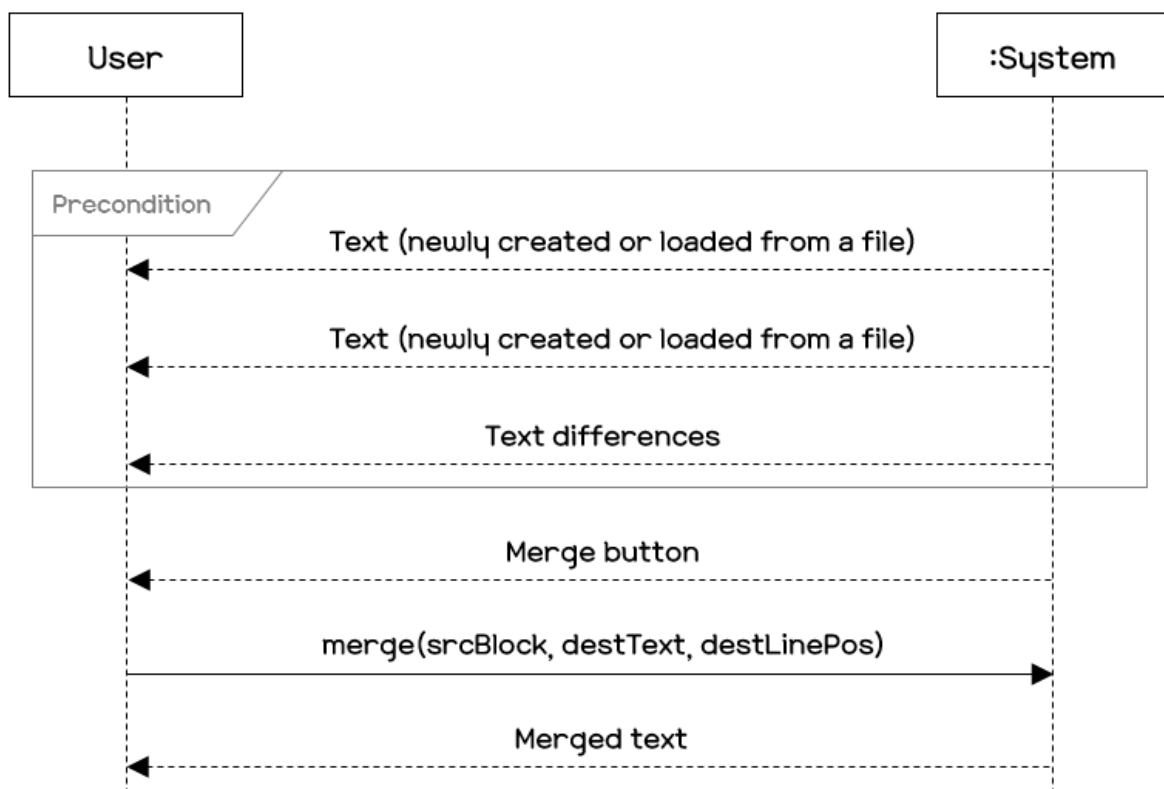 User
:System
Precondition
Text (newly created or loaded from a file)
Text (newly created or loaded from a file)
Text differences
Merge button
merge(srcBlock, destText, destLinePos)
Merged text